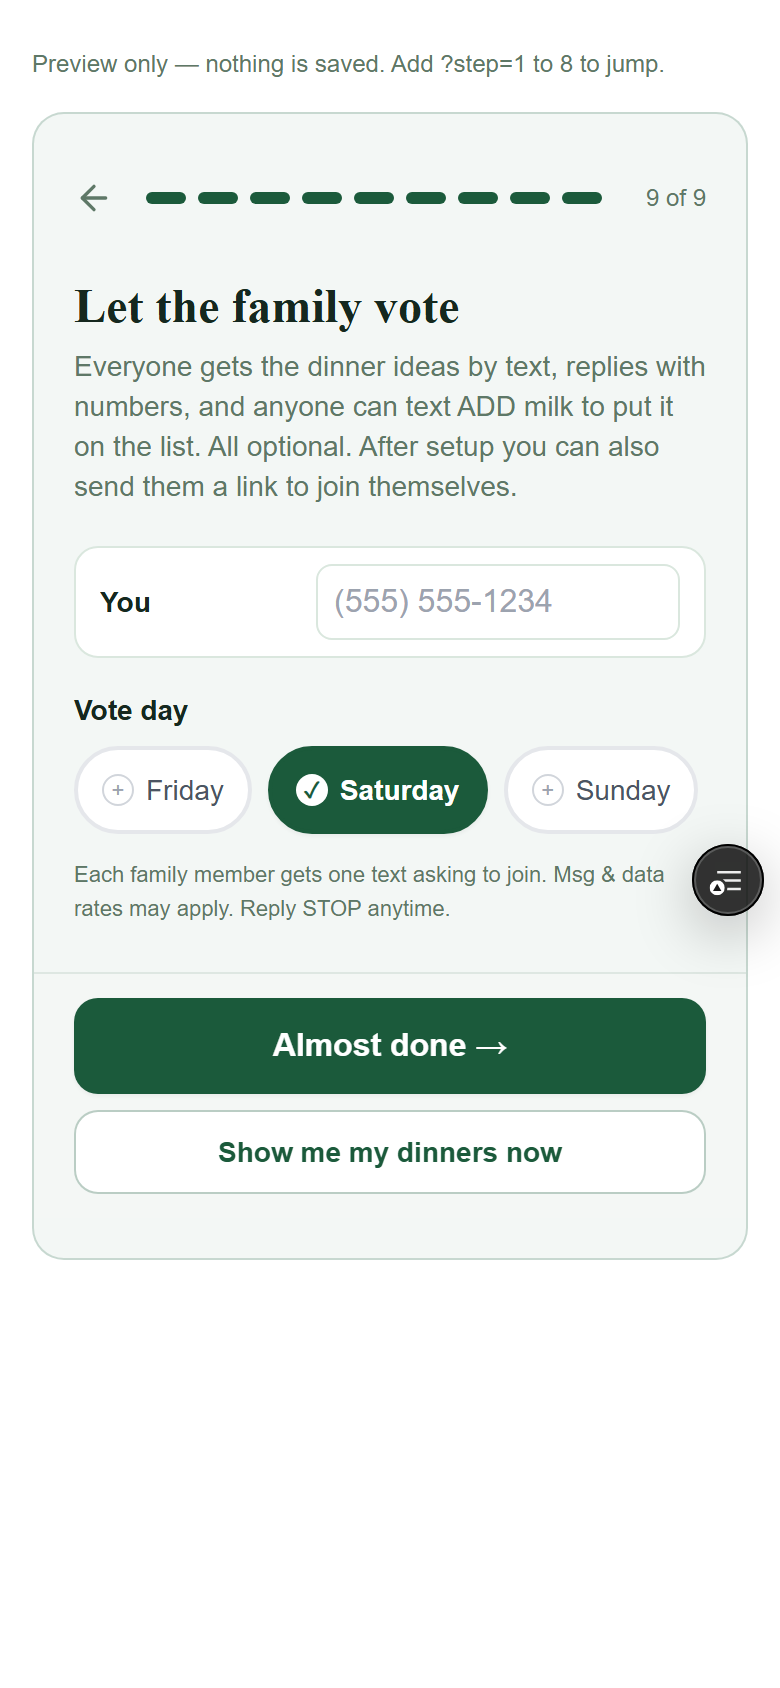 Preview only — nothing is saved. Add ?step=1 to 8 to jump.
9 of 9
Let the family vote
Everyone gets the dinner ideas by text, replies with
numbers, and anyone can text ADD milk to put it
on the list. All optional. After setup you can also
send them a link to join themselves.
You
(555) 555-1234
Vote day
Friday
Saturday
Sunday
Each family member gets one text asking to join. Msg & data
rates may apply. Reply STOP anytime.
Almost done →
Show me my dinners now